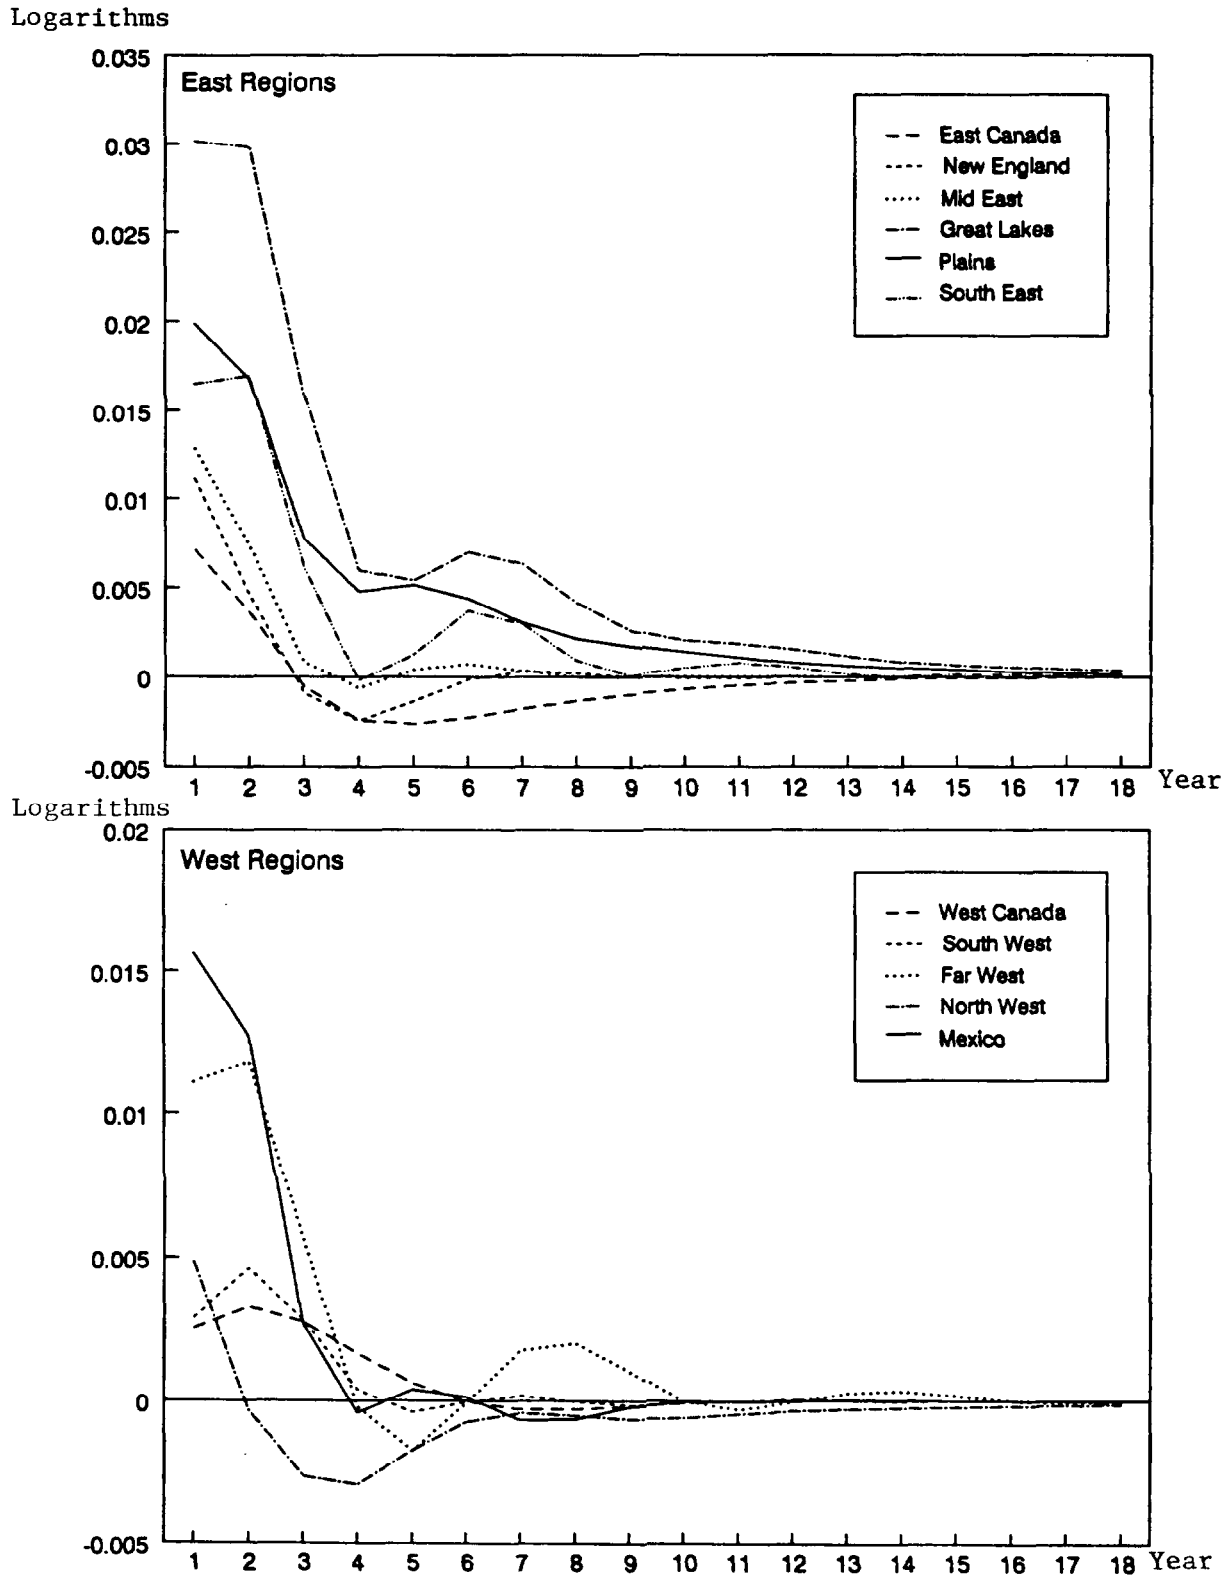 Logarithms
0.035
East Regions
East Canada
0.03
New England
Mid East
0.025
Great Lakes
Plains
South East
0.02
0.015
0.01
0.005
0
-0.005
1 2 3 4 5 6 7 8 9 10 11 12 13 14 15 16 17 18 Year
Logarithms
0.02
West Regions
West Canada
South West
0.015
Far West
North West
Mexico
0.01
0.005
0
-0.005
1 2 3 4 5 6 7 8 9 10 11 12 13 14 15 16 17 18 Year